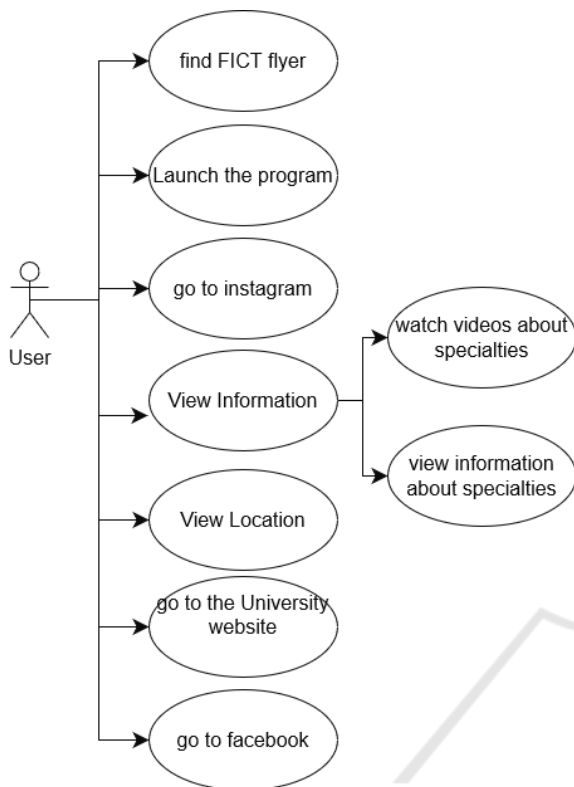 find FICT flyer
Launch the program
go to instagram
User
View Information
watch videos about
specialties
view information
about specialties
View Location
go to the University
website
go to facebook